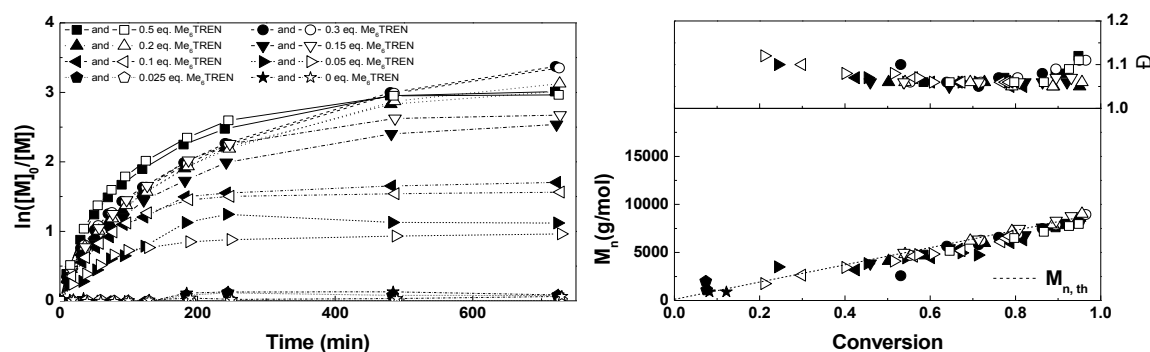 ln([M]₀/[M])
4
3
2
1
0
and 0.5 eq. Me₆TREN and 0.3 eq. Me₆TREN
and 0.2 eq. Me₆TREN and 0.15 eq. Me₆TREN
and 0.1 eq. Me₆TREN and 0.05 eq. Me₆TREN
and 0.025 eq. Me₆TREN and 0 eq. Me₆TREN
0 200 400 600
Time (min)
1.2
1.1
1.0
Đ
Mₙ (g/mol)
15000
10000
5000
0
Mₙ, th
0.0 0.2 0.4 0.6 0.8 1.0
Conversion